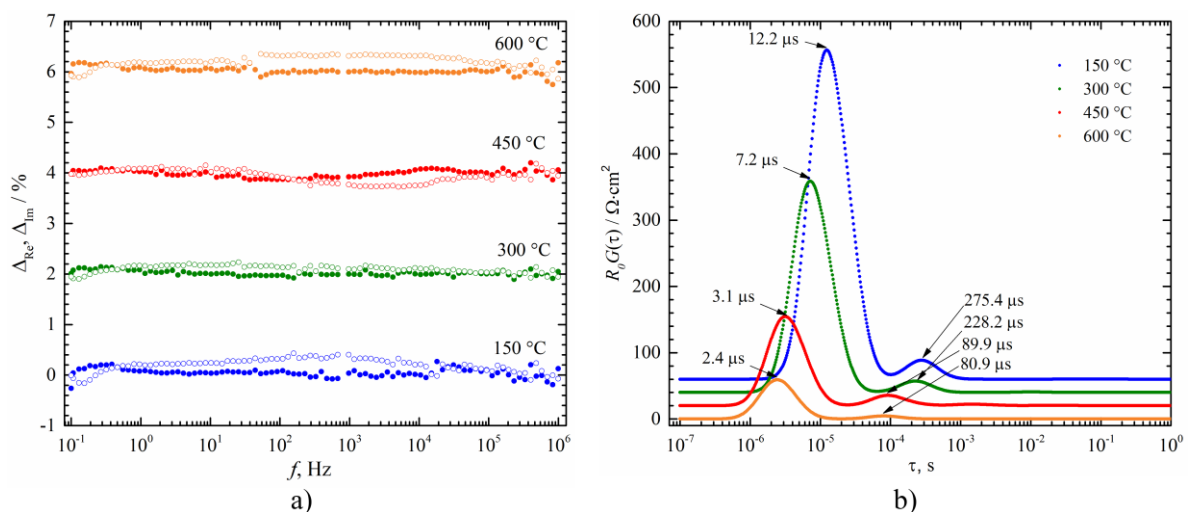 7
6
5
4
3
2
1
0
-1
Δ_Re, Δ_Im / %
600 °C
450 °C
300 °C
150 °C
10⁻¹ 10⁰ 10¹ 10² 10³ 10⁴ 10⁵ 10⁶
f, Hz
a)
600
500
400
300
200
100
0
R₀G(τ) / Ω·cm²
12.2 μs
7.2 μs
3.1 μs
2.4 μs
275.4 μs
228.2 μs
89.9 μs
80.9 μs
150 °C
300 °C
450 °C
600 °C
10⁻⁷ 10⁻⁶ 10⁻⁵ 10⁻⁴ 10⁻³ 10⁻² 10⁻¹ 10⁰
τ, s
b)